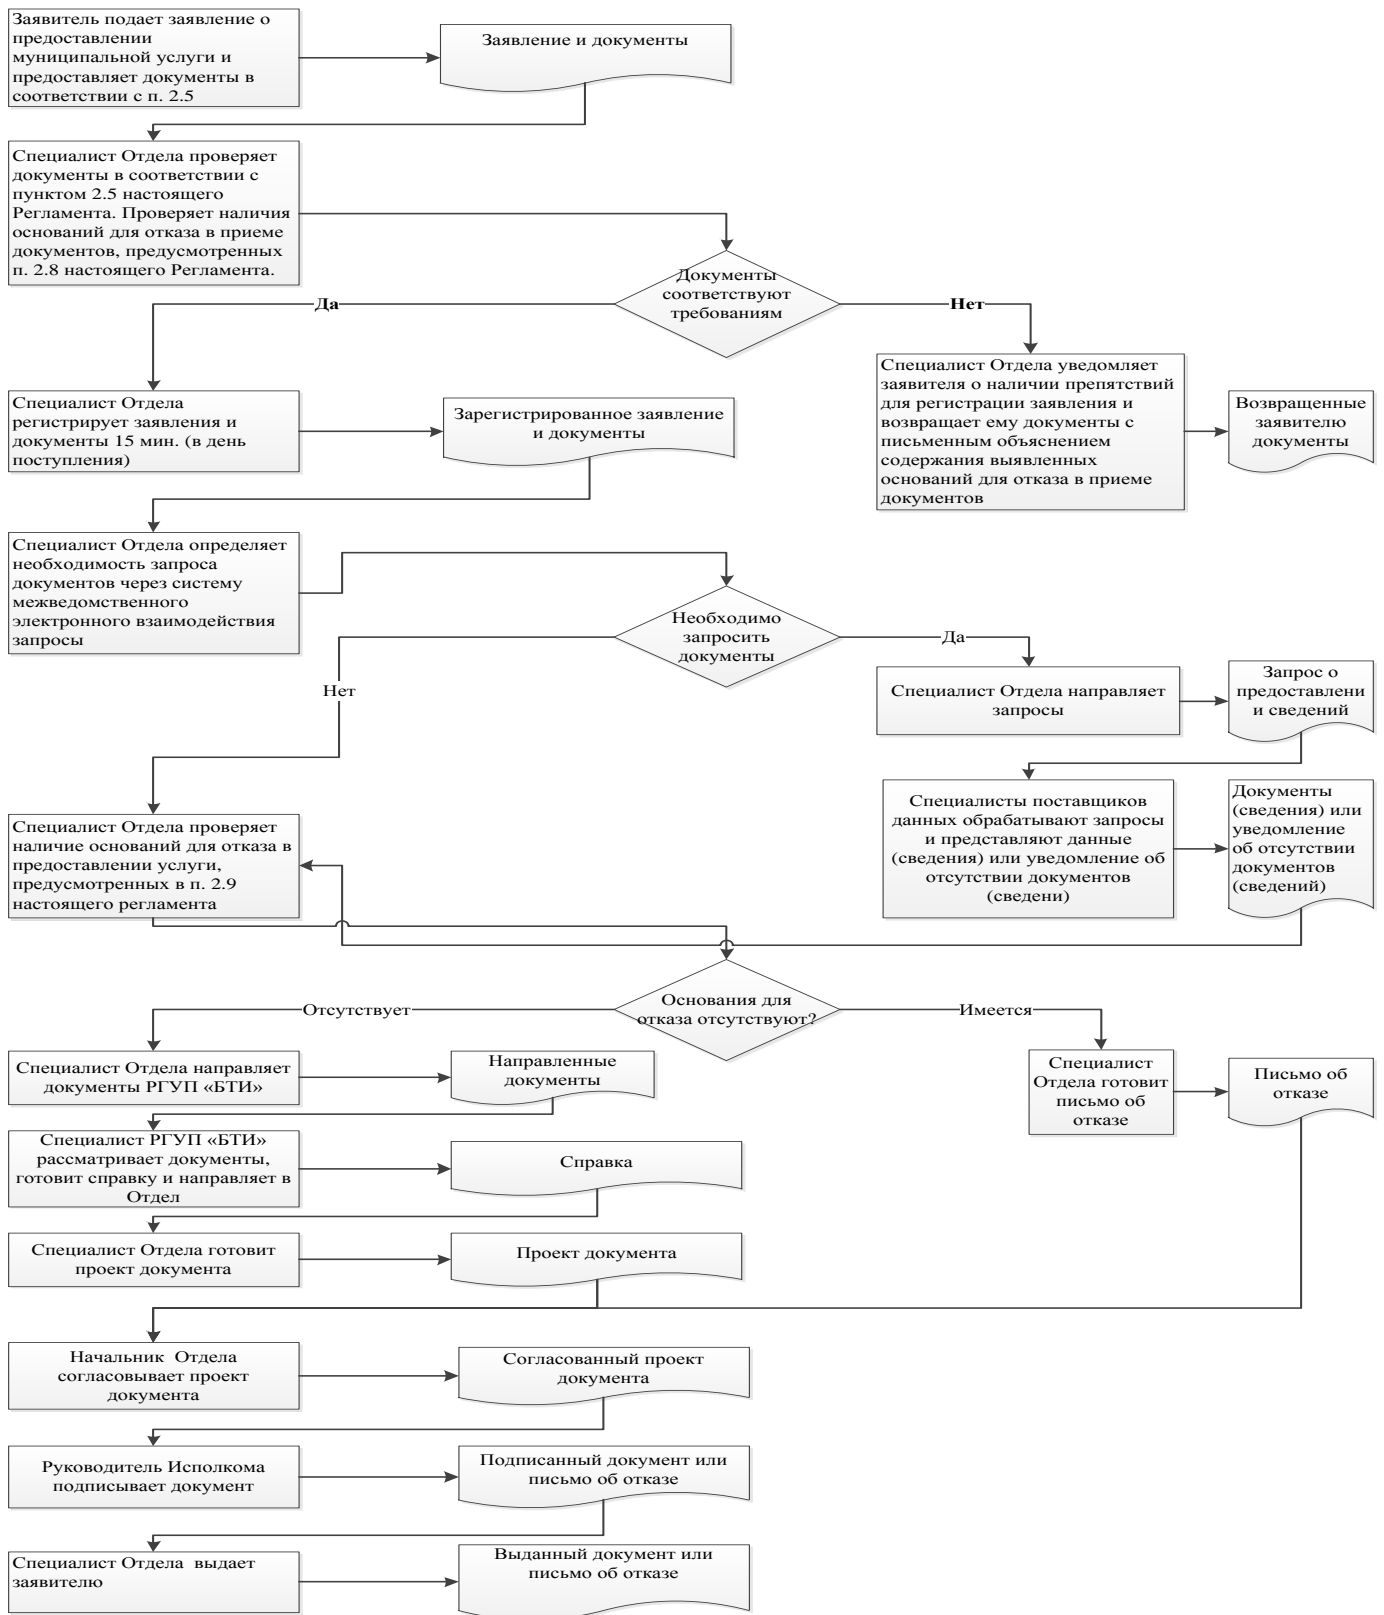 Заявитель подает заявление о
предоставлении
муниципальной услуги и
предоставляет документы в
соответствии с п. 2.5
Заявление и документы
Специалист Отдела проверяет
документы в соответствии с
пунктом 2.5 настоящего
Регламента. Проверяет наличия
оснований для отказа в приеме
документов, предусмотренных
п. 2.8 настоящего Регламента.
Документы
соответствуют
требованиям
Да
Нет
Специалист Отдела
регистрирует заявления и
документы 15 мин. (в день
поступления)
Зарегистрированное заявление
и документы
Специалист Отдела уведомляет
заявителя о наличии препятствий
для регистрации заявления и
возвращает ему документы с
письменным объяснением
содержания выявленных
оснований для отказа в приеме
документов
Возвращенные
заявителю
документы
Специалист Отдела определяет
необходимость запроса
документов через систему
межведомственного
электронного взаимодействия
запросы
Необходимо
запросить
документы
Да
Нет
Специалист Отдела направляет
запросы
Запрос о
предоставлени
и сведений
Специалисты поставщиков
данных обрабатывают запросы
и представляют данные
(сведения) или уведомление об
отсутствии документов
(сведени)
Документы
(сведения) или
уведомление
об отсутствии
документов
(сведений)
Специалист Отдела проверяет
наличие оснований для отказа в
предоставлении услуги,
предусмотренных в п. 2.9
настоящего регламента
Основания для
отказа отсутствуют?
Отсутствует
Имеется
Специалист Отдела направляет
документы РГУП «БТИ»
Направленные
документы
Специалист
Отдела готовит
письмо об
отказе
Письмо об
отказе
Специалист РГУП «БТИ»
рассматривает документы,
готовит справку и направляет в
Отдел
Справка
Специалист Отдела готовит
проект документа
Проект документа
Начальник  Отдела
согласовывает проект
документа
Согласованный проект
документа
Руководитель Исполкома
подписывает документ
Подписанный документ или
письмо об отказе
Специалист Отдела  выдает
заявителю
Выданный документ или
письмо об отказе